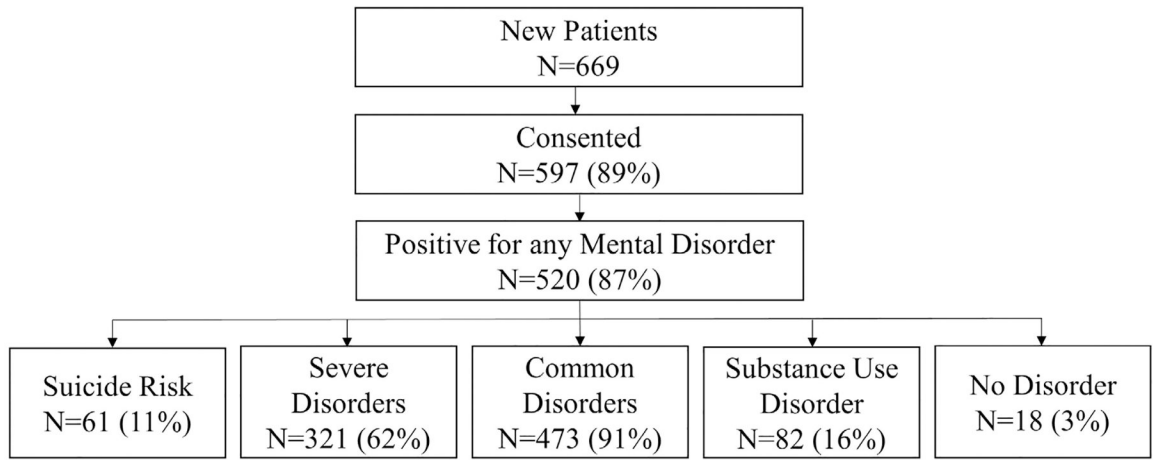 New Patients
N=669
Consented
N=597 (89%)
Positive for any Mental Disorder
N=520 (87%)
Suicide Risk
N=61 (11%)
Severe
Disorders
N=321 (62%)
Common
Disorders
N=473 (91%)
Substance Use
Disorder
N=82 (16%)
No Disorder
N=18 (3%)